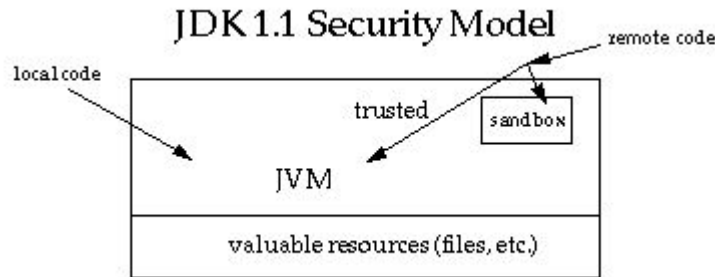 JDK 1.1 Security Model
remote code
local code
trusted
sandbox
JVM
valuable resources (files, etc.)